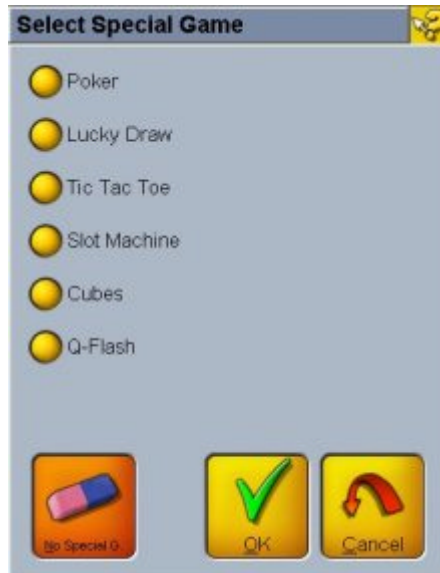 Select Special Game
Poker
Lucky Draw
Tic Tac Toe
Slot Machine
Cubes
Q-Flash
No Special G...
OK
Cancel